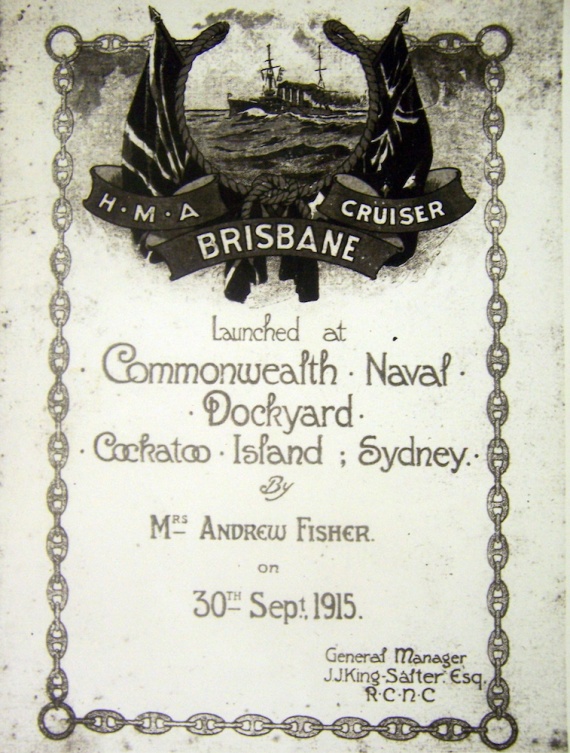 H·M·A CRUISER
BRISBANE
Launched at
Commonwealth · Naval ·
· Dockyard ·
· Cockatoo · Island ; Sydney. ·
By
Mrs Andrew Fisher.
on
30TH Sept., 1915.
General Manager
J.J.King-Salter. Esq.
R·C·N·C